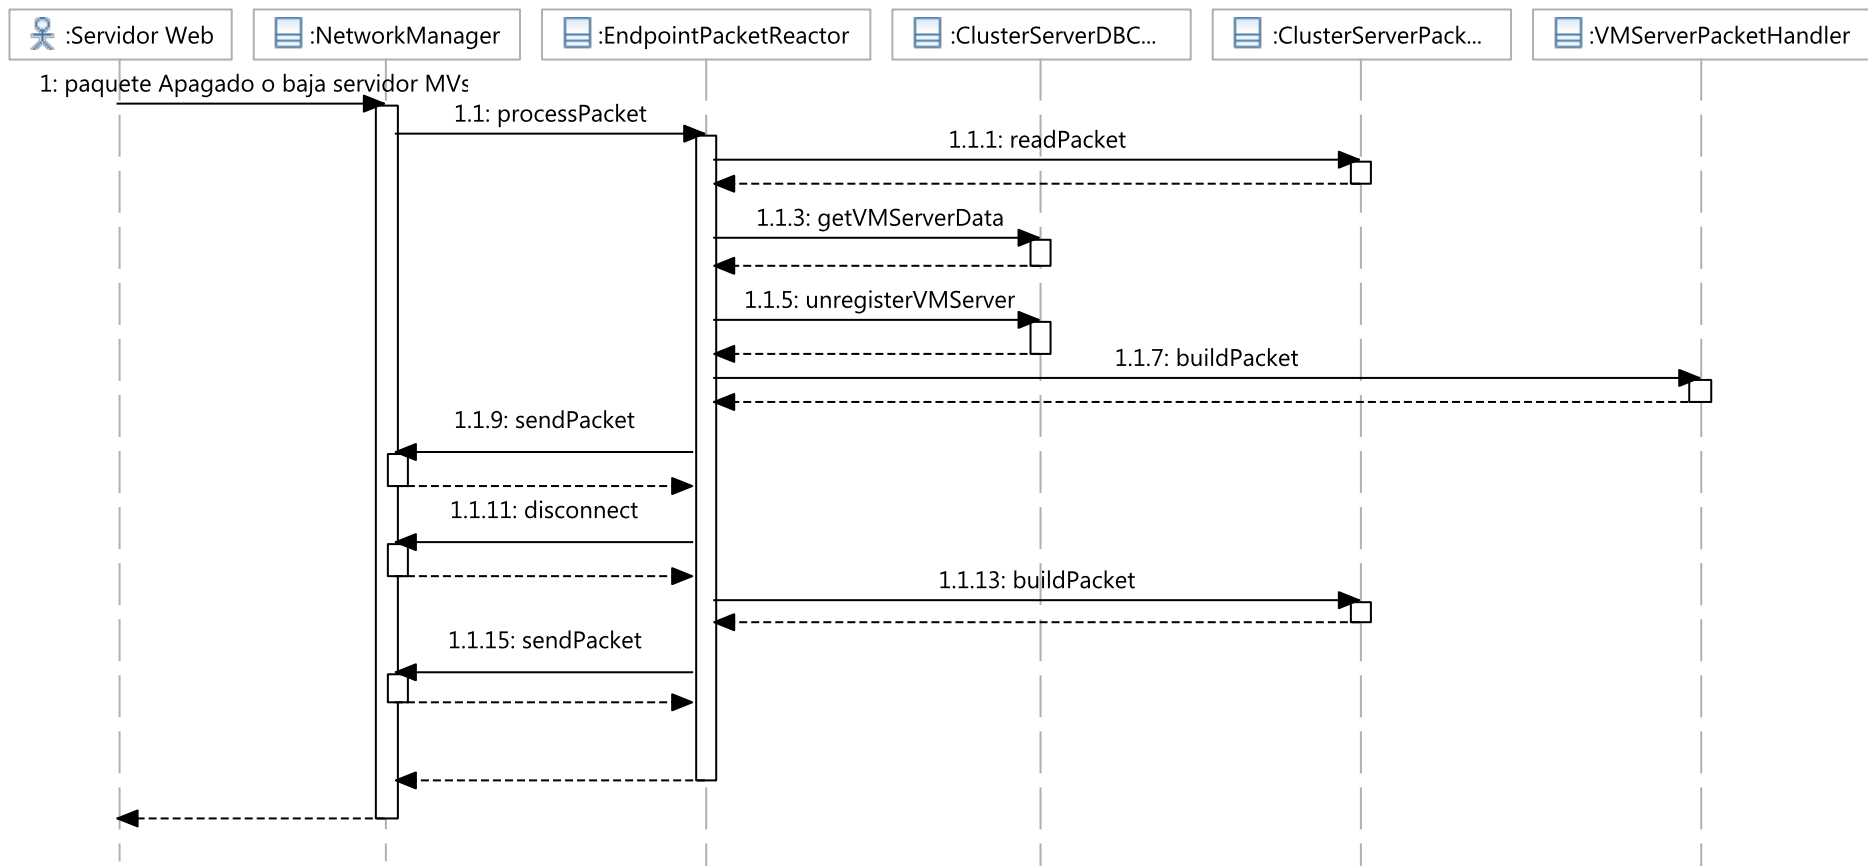 :Servidor Web
:NetworkManager
:EndpointPacketReactor
:ClusterServerDBC...
:ClusterServerPack...
:VMServerPacketHandler
1: paquete Apagado o baja servidor MVs
1.1: processPacket
1.1.1: readPacket
1.1.3: getVMServerData
1.1.5: unregisterVMServer
1.1.7: buildPacket
1.1.9: sendPacket
1.1.11: disconnect
1.1.13: buildPacket
1.1.15: sendPacket